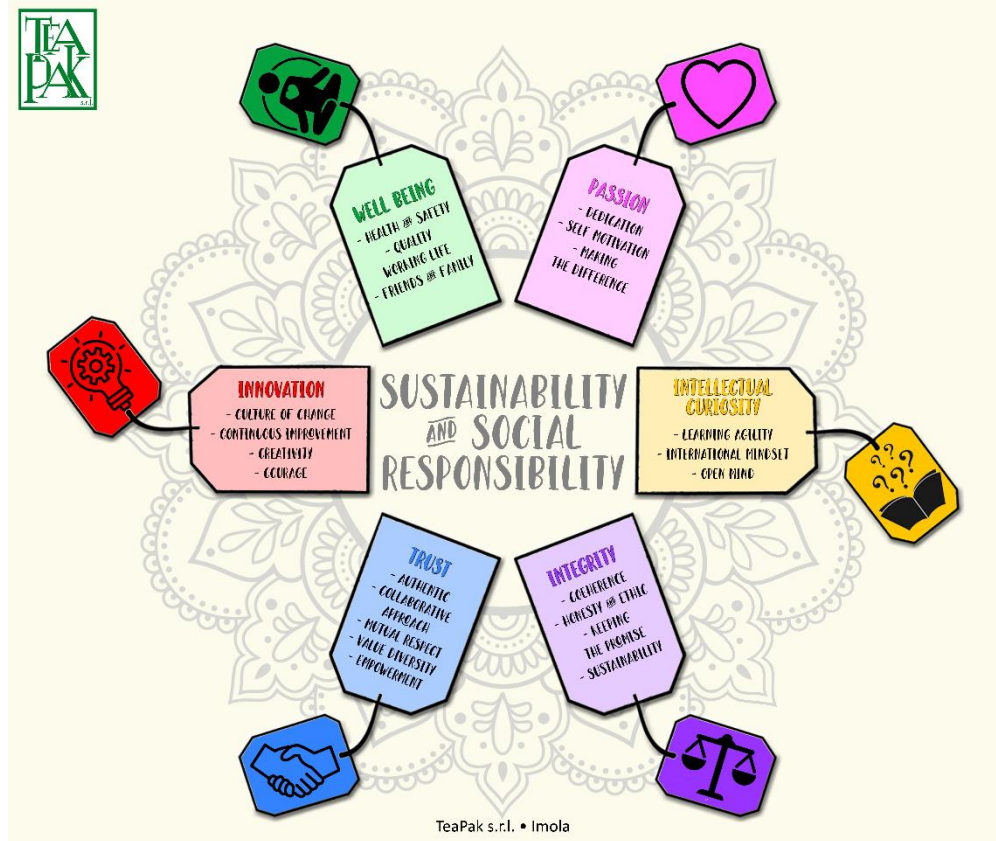 TEA
PAK
s.r.l.
WELL BEING
- HEALTH AND SAFETY
- QUALITY
WORKING LIFE
- FRIENDS AND FAMILY
PASSION
- DEDICATION
- SELF MOTIVATION
- MAKING
THE DIFFERENCE
INNOVATION
- CULTURE OF CHANGE
- CONTINUOUS IMPROVEMENT
- CREATIVITY
- COURAGE
SUSTAINABILITY
AND SOCIAL
RESPONSIBILITY
INTELLECTUAL
CURIOSITY
- LEARNING AGILITY
- INTERNATIONAL MINDSET
- OPEN MIND
???
???
TRUST
- AUTHENTIC
- COLLABORATIVE
APPROACH
- MUTUAL RESPECT
- VALUE DIVERSITY
- EMPOWERMENT
INTEGRITY
- COEHERENCE
- HONESTY AND ETHIC
- KEEPING
THE PROMISE
- SUSTAINABILITY
TeaPak s.r.l. • Imola